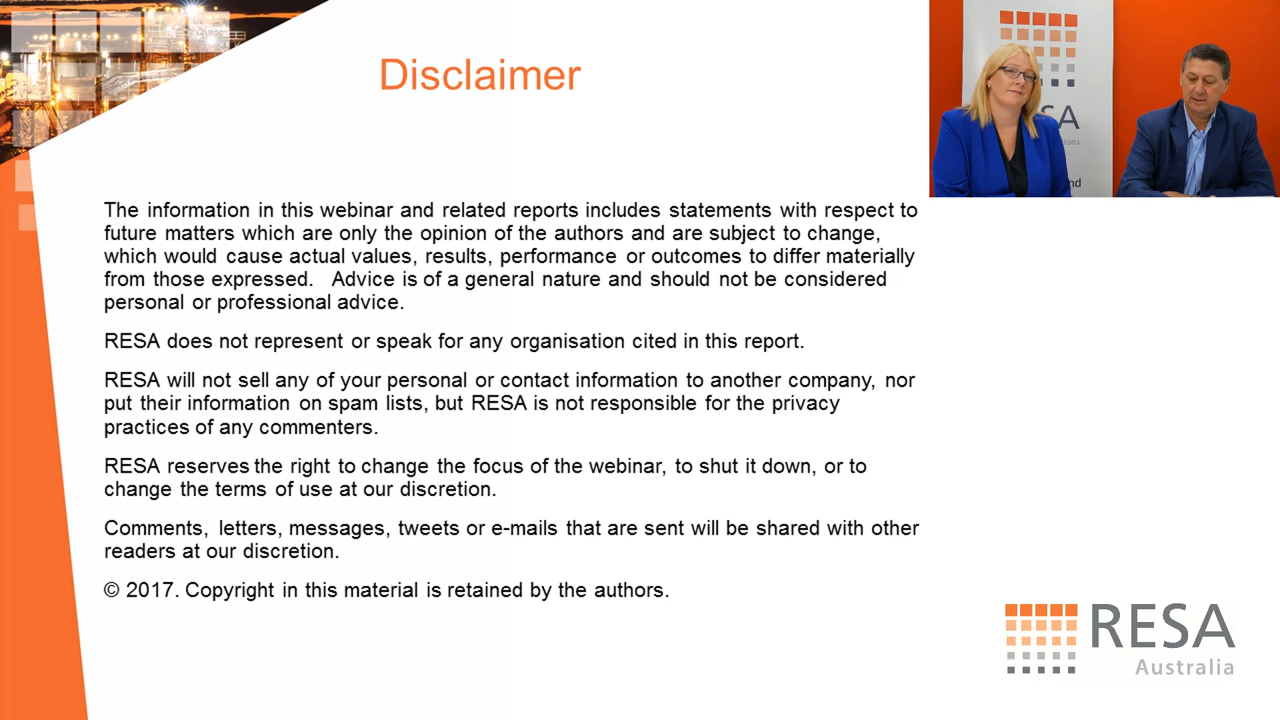 Disclaimer
The information in this webinar and related reports includes statements with respect to
future matters which are only the opinion of the authors and are subject to change,
which would cause actual values, results, performance or outcomes to differ materially
from those expressed. Advice is of a general nature and should not be considered
personal or professional advice.
RESA does not represent or speak for any organisation cited in this report.
RESA will not sell any of your personal or contact information to another company, nor
put their information on spam lists, but RESA is not responsible for the privacy
practices of any commenters.
RESA reserves the right to change the focus of the webinar, to shut it down, or to
change the terms of use at our discretion.
Comments, letters, messages, tweets or e-mails that are sent will be shared with other
readers at our discretion.
© 2017. Copyright in this material is retained by the authors.
RESA
Australia